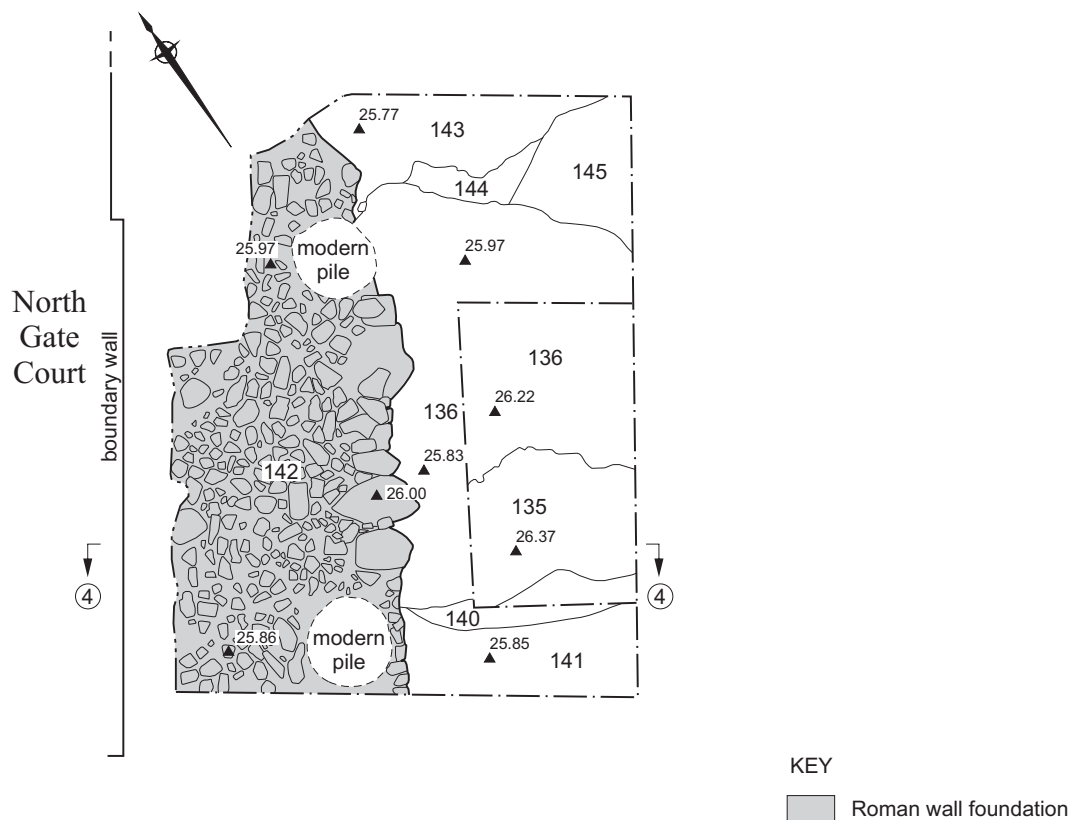 25.77
143
145
144
25.97
modern
pile
25.97
North
Gate
Court
boundary wall
136
26.22
136
25.83
142
26.00
135
26.37
4
4
140
25.86
modern
pile
25.85
141
KEY
Roman wall foundation